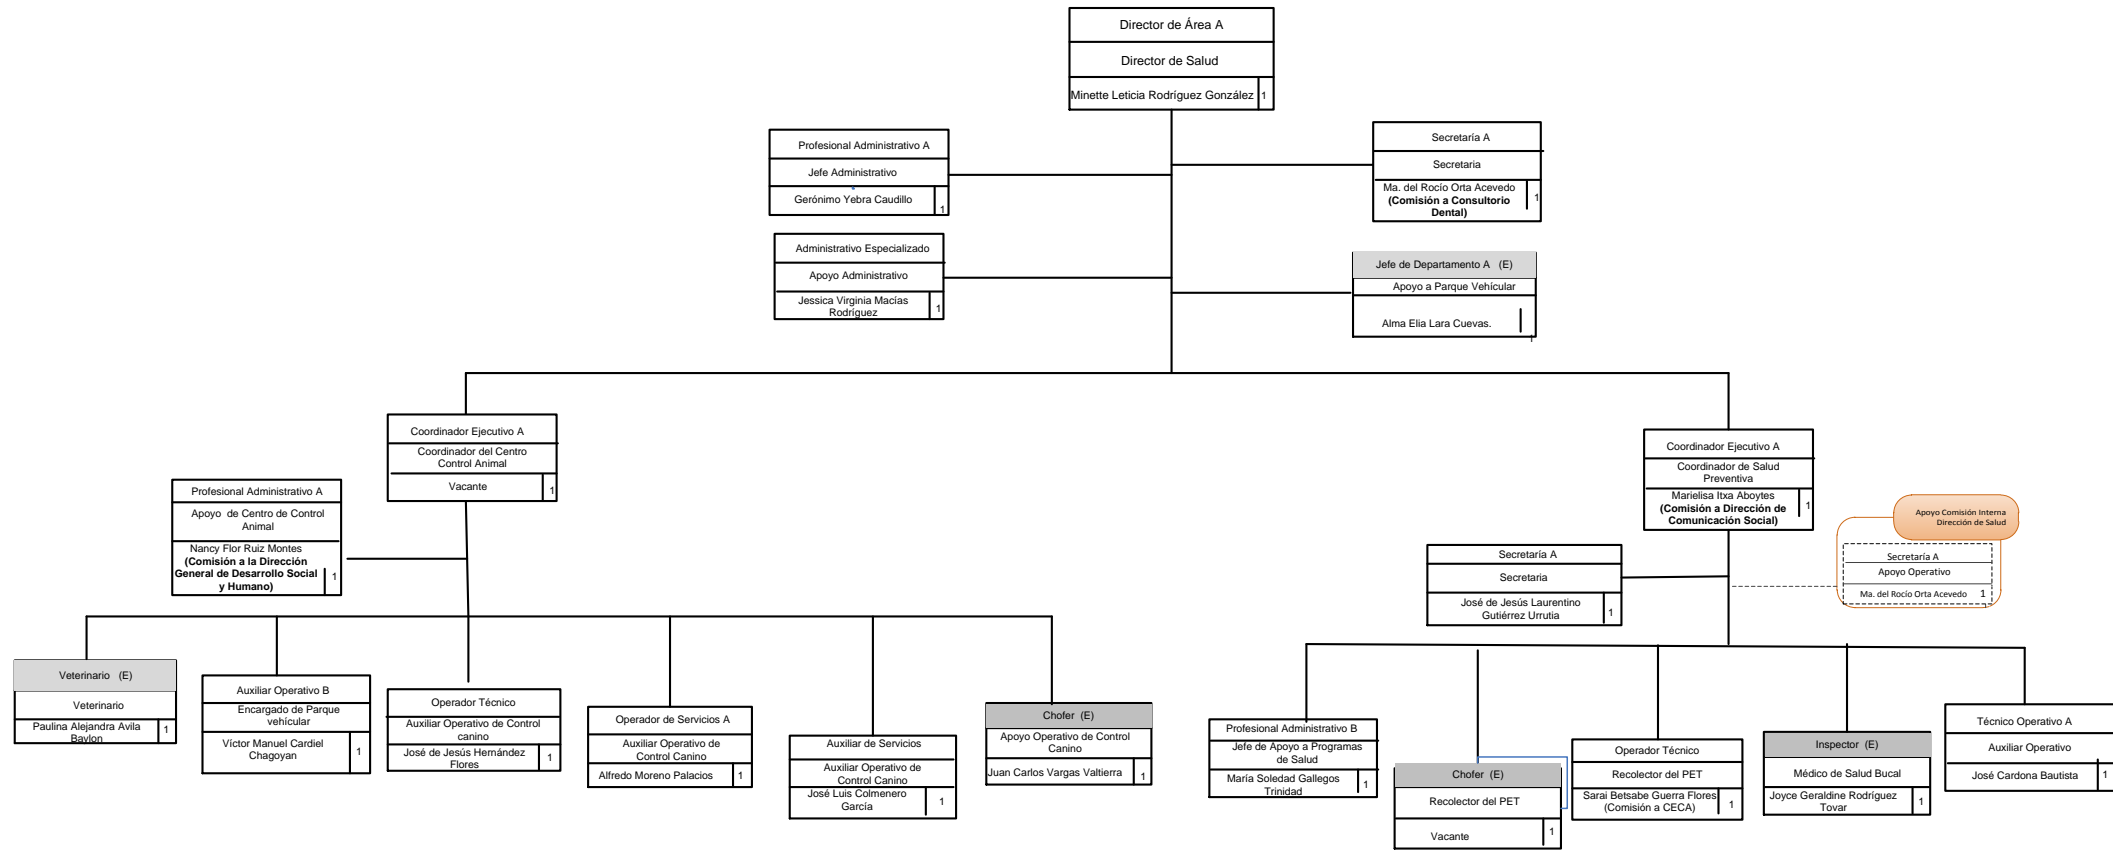 Director de Área A
Director de Salud
Minette Leticia Rodríguez González 1
Profesional Administrativo A
Jefe Administrativo
Gerónimo Yebra Caudillo
1
Secretaría A
Secretaria
Ma. del Rocío Orta Acevedo
(Comisión a Consultorio
Dental)
1
Administrativo Especializado
Apoyo Administrativo
Jessica Virginia Macías
Rodríguez
1
Jefe de Departamento A (E)
Apoyo a Parque Vehícular
Alma Elia Lara Cuevas.
1
Coordinador Ejecutivo A
Coordinador del Centro
Control Animal
Vacante 1
Profesional Administrativo A
Apoyo de Centro de Control
Animal
Nancy Flor Ruiz Montes
(Comisión a la Dirección
General de Desarrollo Social
y Humano)
1
Veterinario (E)
Veterinario
Paulina Alejandra Avila
Baylon
1
Auxiliar Operativo B
Encargado de Parque
vehícular
Víctor Manuel Cardiel
Chagoyan
1
Operador Técnico
Auxiliar Operativo de Control
canino
José de Jesús Hernández
Flores
1
Operador de Servicios A
Auxiliar Operativo de
Control Canino
Alfredo Moreno Palacios 1
Auxiliar de Servicios
Auxiliar Operativo de
Control Canino
José Luis Colmenero
García
1
Chofer (E)
Apoyo Operativo de Control
Canino
Juan Carlos Vargas Valtierra 1
Coordinador Ejecutivo A
Coordinador de Salud
Preventiva
Marielisa Itxa Aboytes
(Comisión a Dirección de
Comunicación Social)
1
Apoyo Comisión Interna
Dirección de Salud
Secretaría A
Apoyo Operativo
Ma. del Rocío Orta Acevedo 1
Secretaría A
Secretaria
José de Jesús Laurentino
Gutiérrez Urrutia
1
Profesional Administrativo B
Jefe de Apoyo a Programas
de Salud
María Soledad Gallegos
Trinidad
1
Chofer (E)
Recolector del PET
Vacante 1
Operador Técnico
Recolector del PET
Sarai Betsabe Guerra Flores
(Comisión a CECA)
1
Inspector (E)
Médico de Salud Bucal
Joyce Geraldine Rodríguez
Tovar
1
Técnico Operativo A
Auxiliar Operativo
José Cardona Bautista 1